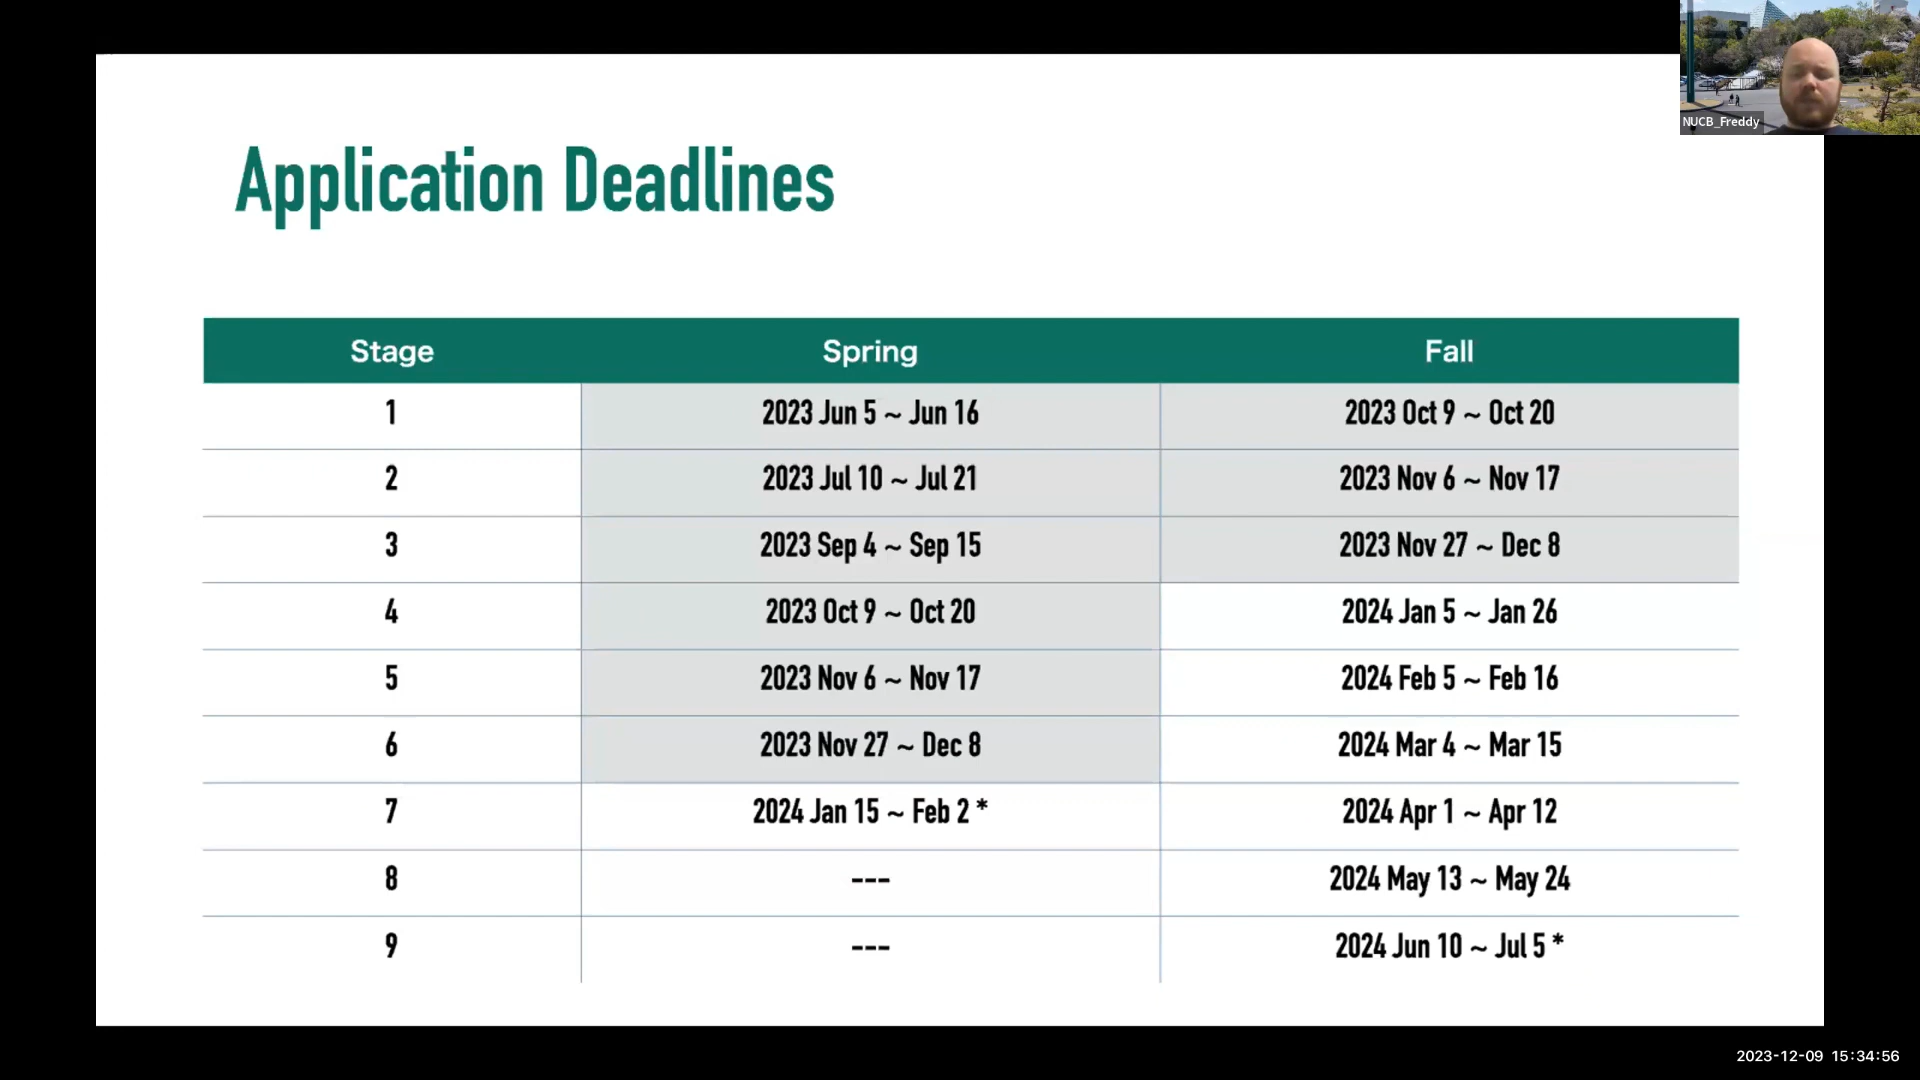 NUCB_Freddy
Application Deadlines
Stage Spring Fall
1 2023 Jun 5 ~ Jun 16 2023 Oct 9 ~ Oct 20
2 2023 Jul 10 ~ Jul 21 2023 Nov 6 ~ Nov 17
3 2023 Sep 4 ~ Sep 15 2023 Nov 27 ~ Dec 8
4 2023 Oct 9 ~ Oct 20 2024 Jan 5 ~ Jan 26
5 2023 Nov 6 ~ Nov 17 2024 Feb 5 ~ Feb 16
6 2023 Nov 27 ~ Dec 8 2024 Mar 4 ~ Mar 15
7 2024 Jan 15 ~ Feb 2 * 2024 Apr 1 ~ Apr 12
8 --- 2024 May 13 ~ May 24
9 --- 2024 Jun 10 ~ Jul 5 *
2023-12-09 15:34:56